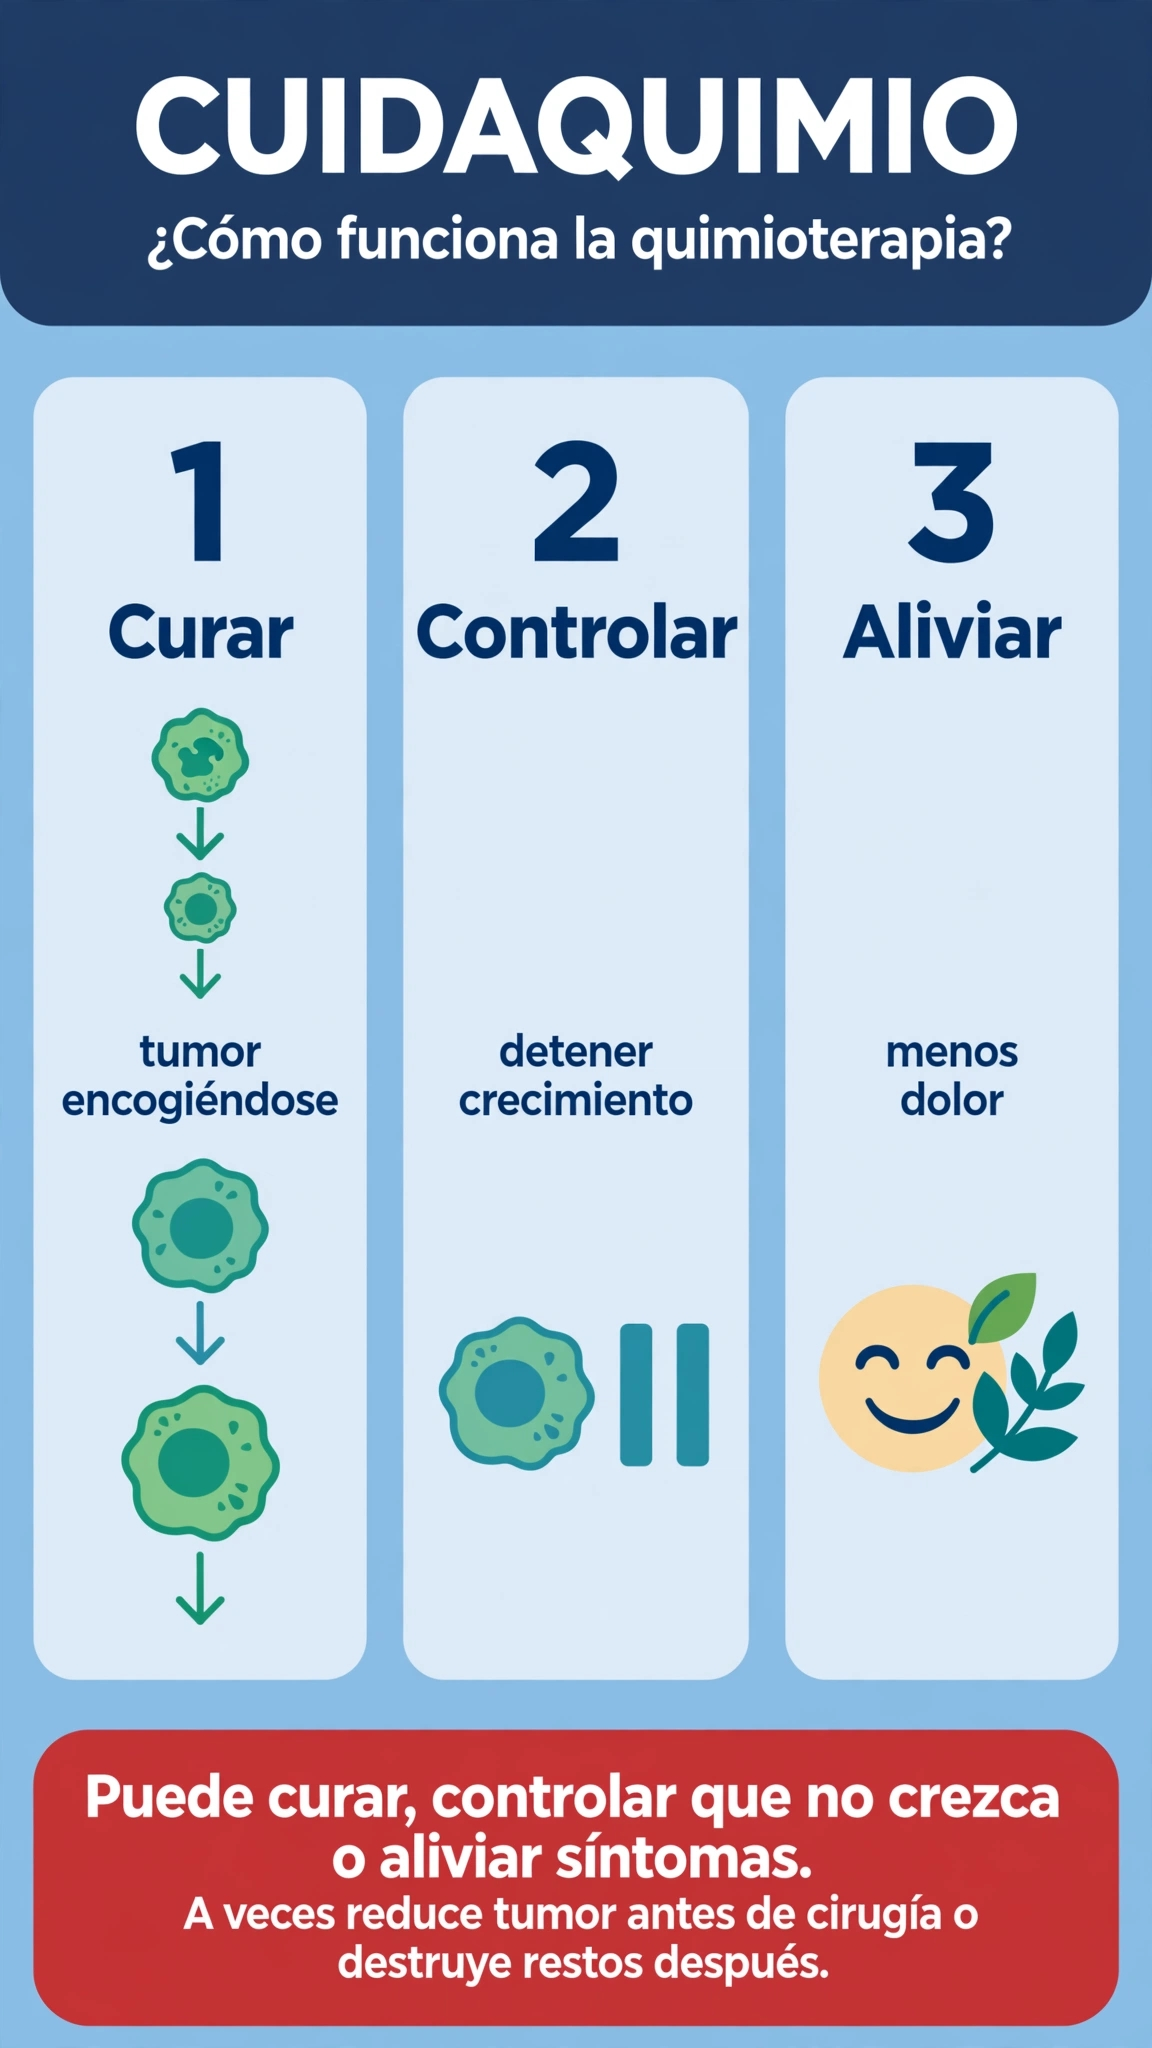 CUIDAQUIMIO
¿Cómo funciona la quimioterapia?
1
Curar
tumor
encogiéndose
2
Controlar
detener
crecimiento
3
Aliviar
menos
dolor
Puede curar, controlar que no crezca
o aliviar síntomas.
A veces reduce tumor antes de cirugía o
destruye restos después.